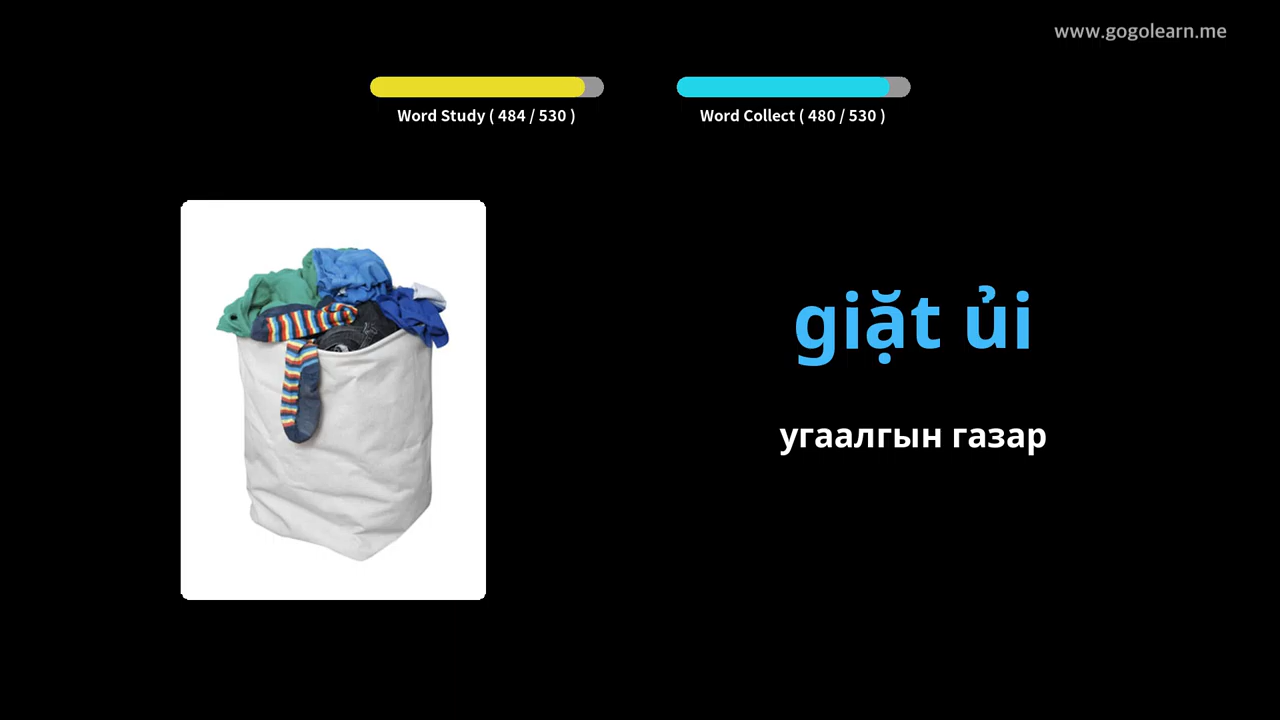 www.gogolearn.me
Word Study ( 484 / 530 )
Word Collect ( 480 / 530 )
giặt ủi
угаалгын газар